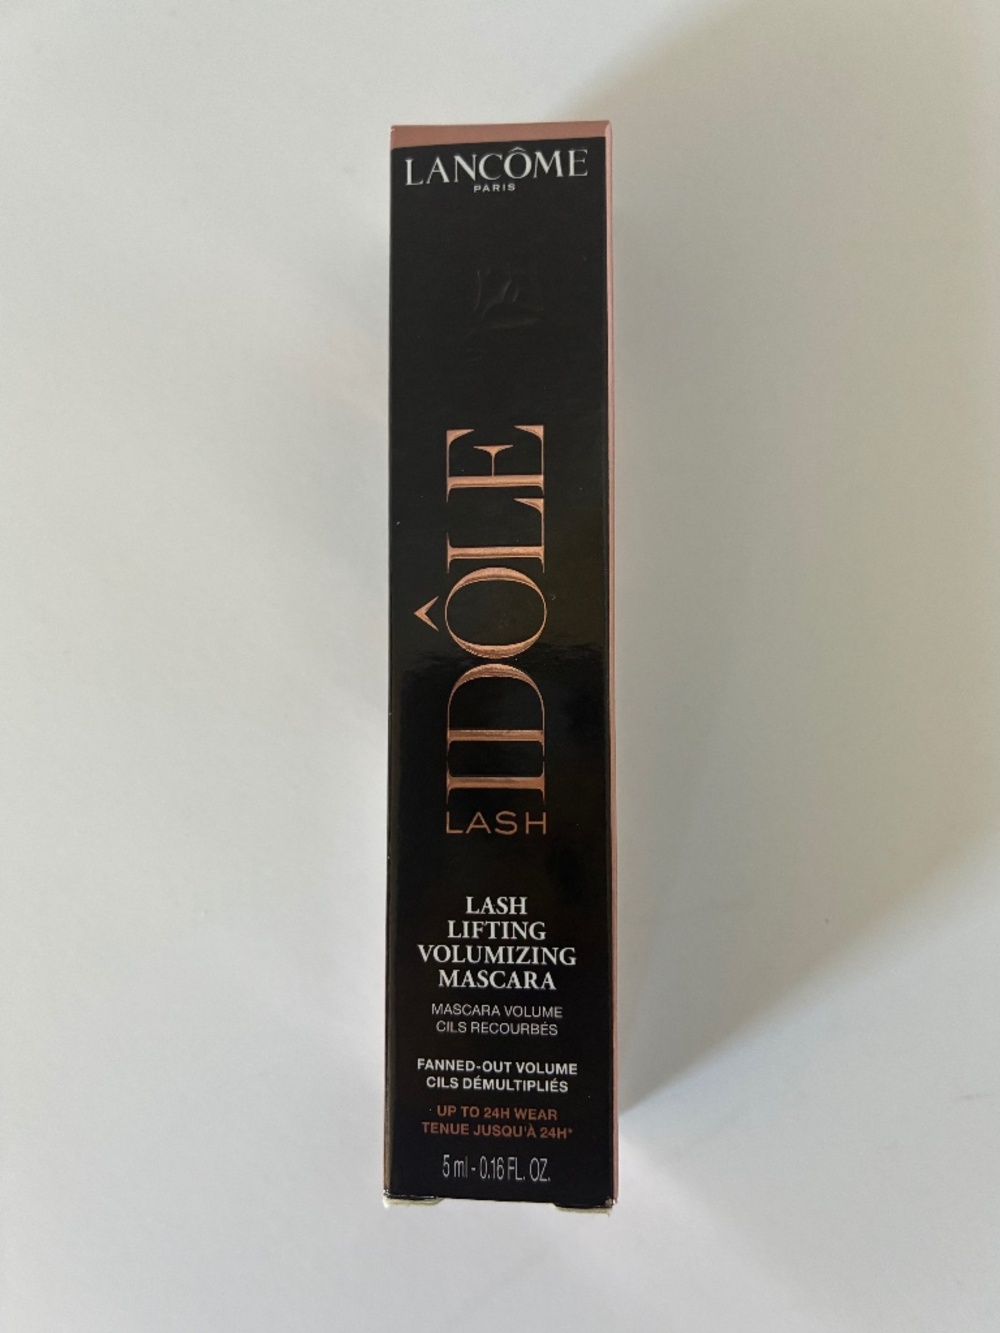 LANCÔME
PARIS
IDÔLE
LASH
LASH
LIFTING
VOLUMIZING
MASCARA
MASCARA VOLUME
CILS RECOURBÉS
FANNED-OUT VOLUME
CILS DÉMULTIPLIÉS
UP TO 24H WEAR
TENUE JUSQU'À 24H*
5 ml - 0.16 FL. OZ.